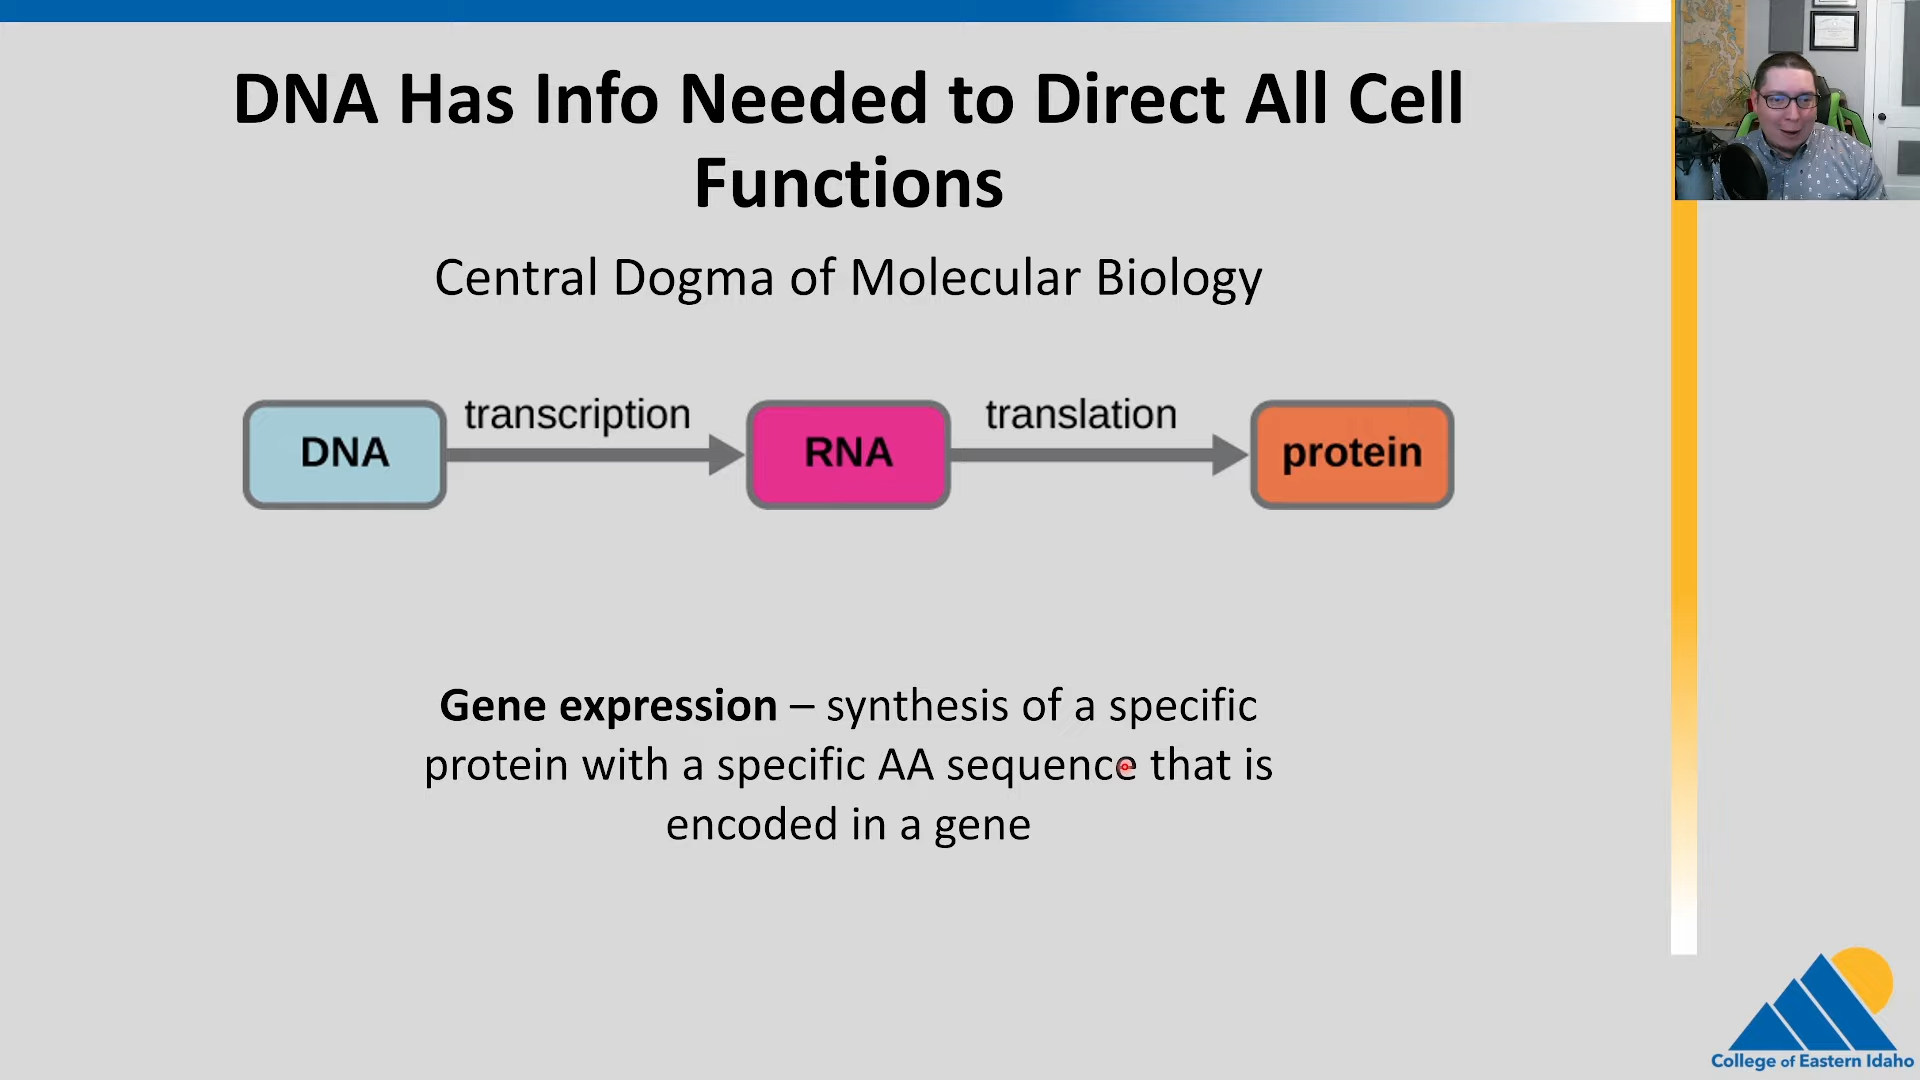 DNA Has Info Needed to Direct All Cell
Functions
Central Dogma of Molecular Biology
DNA
transcription
RNA
translation
protein
Gene expression – synthesis of a specific
protein with a specific AA sequence that is
encoded in a gene
College of Eastern Idaho